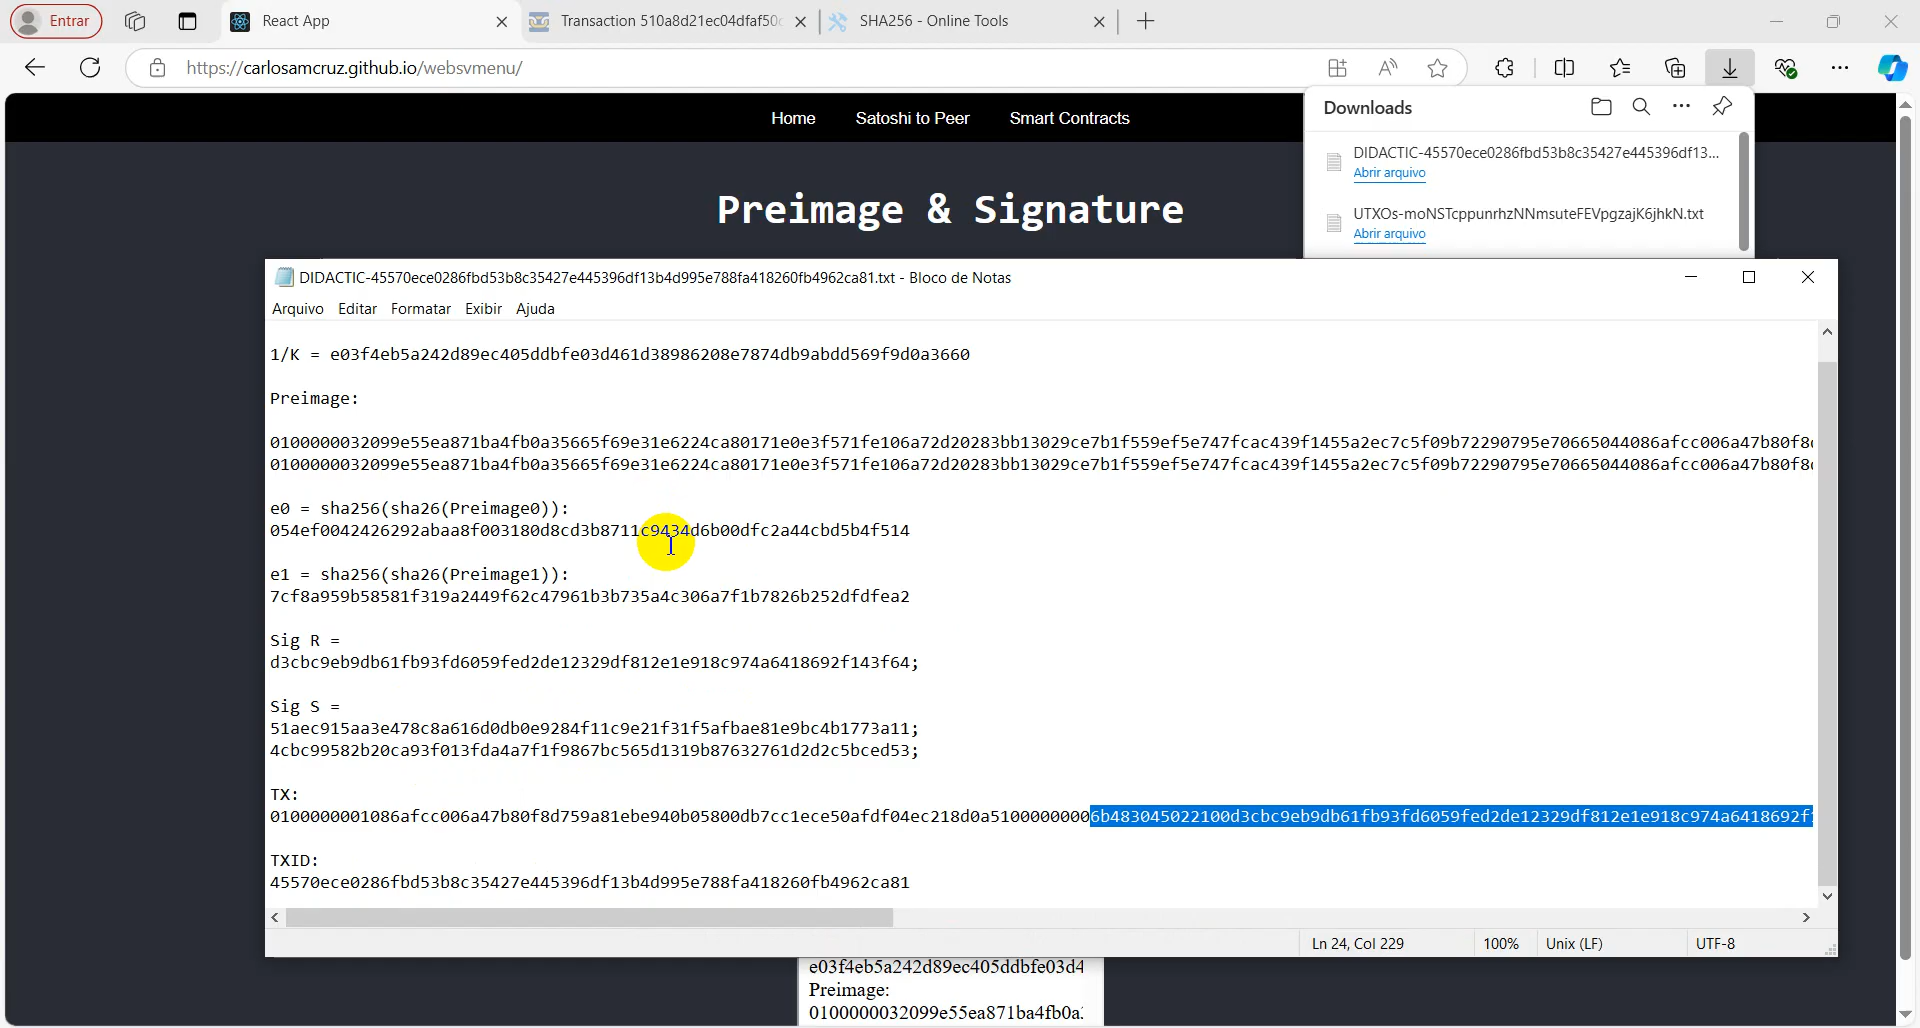 Entrar
React App
Transaction 510a8d21ec04dfaf50c
SHA256 - Online Tools
https://carlosamcruz.github.io/websvmenu/
Home
Satoshi to Peer
Smart Contracts
Downloads
DIDACTIC-45570ece0286fbd53b8c35427e445396df13...
Abrir arquivo
UTXOs-moNSTcppunrhzNNmsuteFEVpgzajK6jhkN.txt
Abrir arquivo
Preimage & Signature
DIDACTIC-45570ece0286fbd53b8c35427e445396df13b4d995e788fa418260fb4962ca81.txt - Bloco de Notas
Arquivo Editar Formatar Exibir Ajuda
1/K = e03f4eb5a242d89ec405ddbfe03d461d38986208e7874db9abdd569f9d0a3660
Preimage:
0100000032099e55ea871ba4fb0a35665f69e31e6224ca80171e0e3f571fe106a72d20283bb13029ce7b1f559ef5e747fcac439f1455a2ec7c5f09b72290795e70665044086afcc006a47b80f8
0100000032099e55ea871ba4fb0a35665f69e31e6224ca80171e0e3f571fe106a72d20283bb13029ce7b1f559ef5e747fcac439f1455a2ec7c5f09b72290795e70665044086afcc006a47b80f8
e0 = sha256(sha26(Preimage0)):
054ef0042426292abaa8f003180d8cd3b8711c9434d6b00dfc2a44cbd5b4f514
e1 = sha256(sha26(Preimage1)):
7cf8a959b58581f319a2449f62c47961b3b735a4c306a7f1b7826b252dfdfea2
Sig R =
d3cbc9eb9db61fb93fd6059fed2de12329df812e1e918c974a6418692f143f64;
Sig S =
51aec915aa3e478c8a616d0db0e9284f11c9e21f31f5afbae81e9bc4b1773a11;
4cbc99582b20ca93f013fda4a7f1f9867bc565d1319b87632761d2d2c5bced53;
TX:
0100000001086afcc006a47b80f8d759a81ebe940b05800db7cc1ece50afdf04ec218d0a5100000000006b483045022100d3cbc9eb9db61fb93fd6059fed2de12329df812e1e918c974a6418692f
TXID:
45570ece0286fbd53b8c35427e445396df13b4d995e788fa418260fb4962ca81
Ln 24, Col 229
100%
Unix (LF)
UTF-8
e03f4eb5a242d89ec405ddbfe03d4
Preimage:
0100000032099e55ea871ba4fb0a